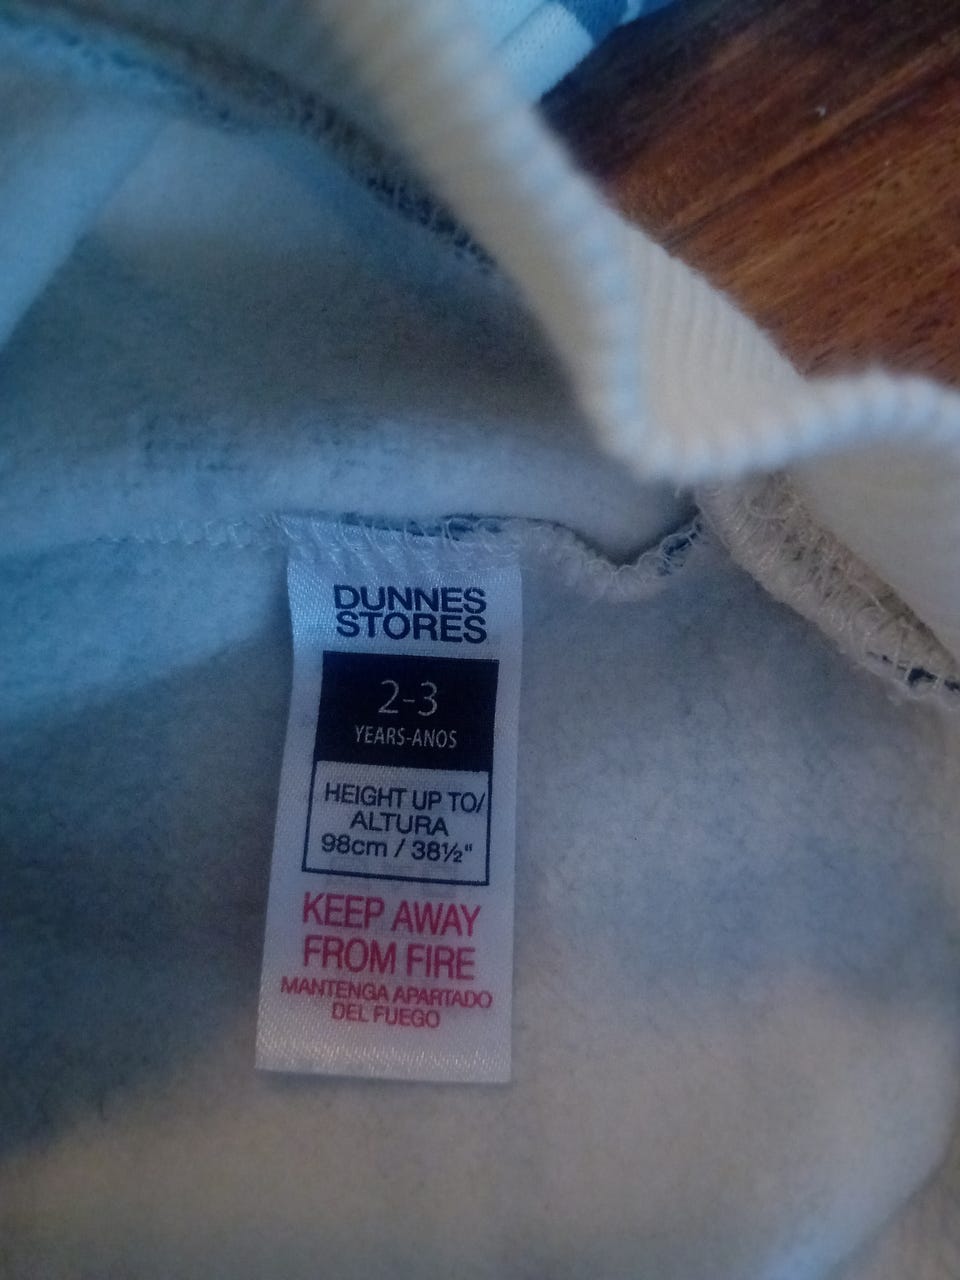 DUNNES
STORES
2-3
YEARS-ANOS
HEIGHT UP TO/
ALTURA
98cm / 38½"
KEEP AWAY
FROM FIRE
MANTENGA APARTADO
DEL FUEGO